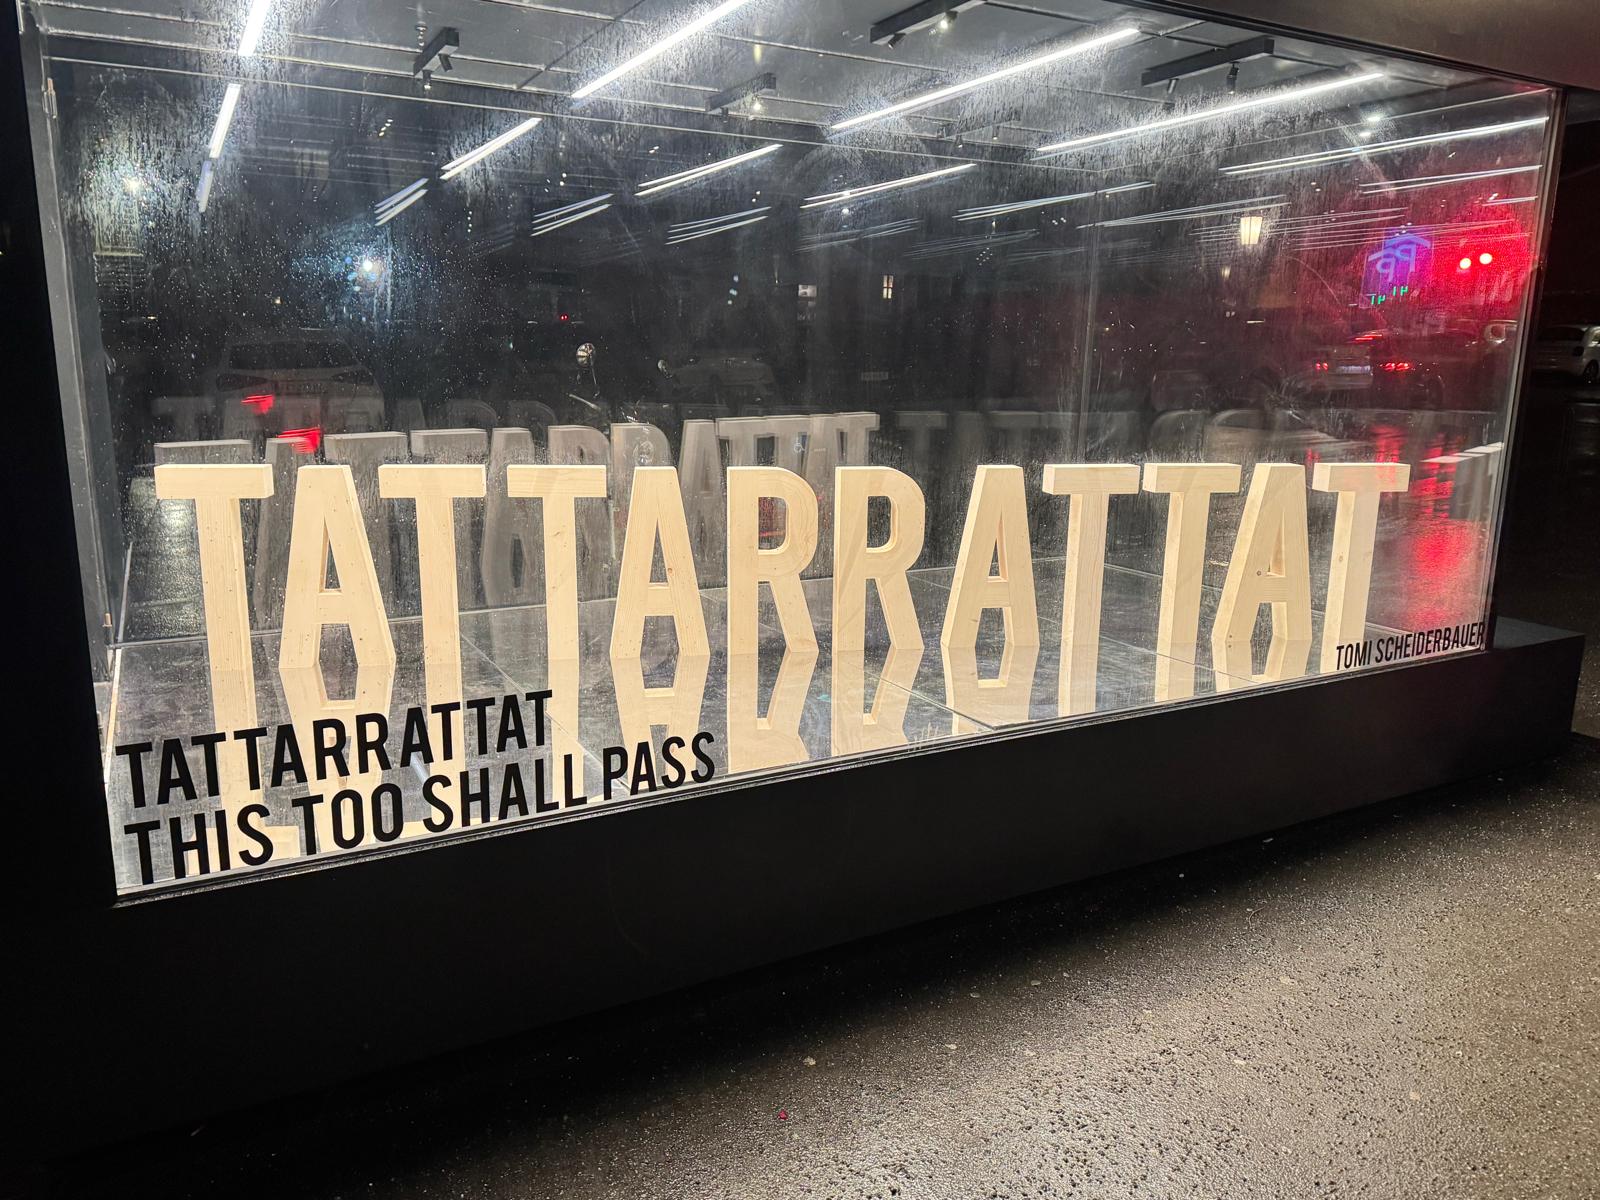 TATTARRATTAT
TATTARRATTAT
THIS TOO SHALL PASS
TOMI SCHEIDERBAUER